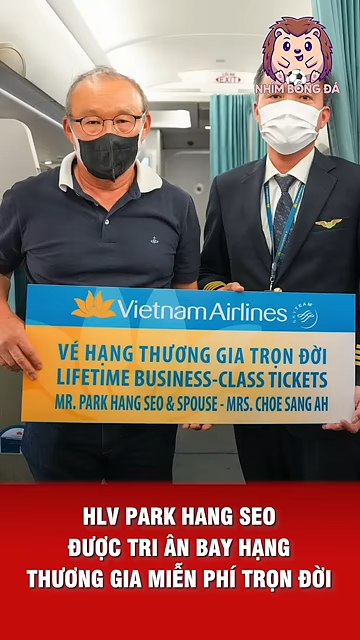 NHÍM BÓNG ĐÁ
EXIT
Vietnam Airlines
SKYTEAM
VÉ HẠNG THƯƠNG GIA TRỌN ĐỜI
LIFETIME BUSINESS-CLASS TICKETS
MR. PARK HANG SEO & SPOUSE - MRS. CHOE SANG AH
HLV PARK HANG SEO
ĐƯỢC TRI ÂN BAY HẠNG
THƯƠNG GIA MIỄN PHÍ TRỌN ĐỜI